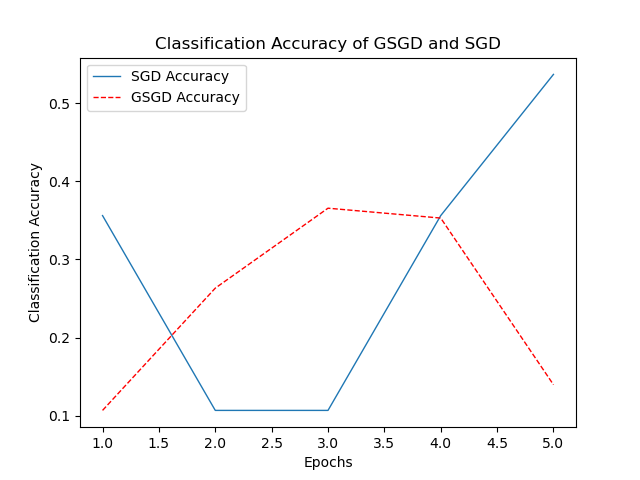 Classification Accuracy of GSGD and SGD
SGD Accuracy
GSGD Accuracy
Classification Accuracy
0.5
0.4
0.3
0.2
0.1
1.0 1.5 2.0 2.5 3.0 3.5 4.0 4.5 5.0
Epochs